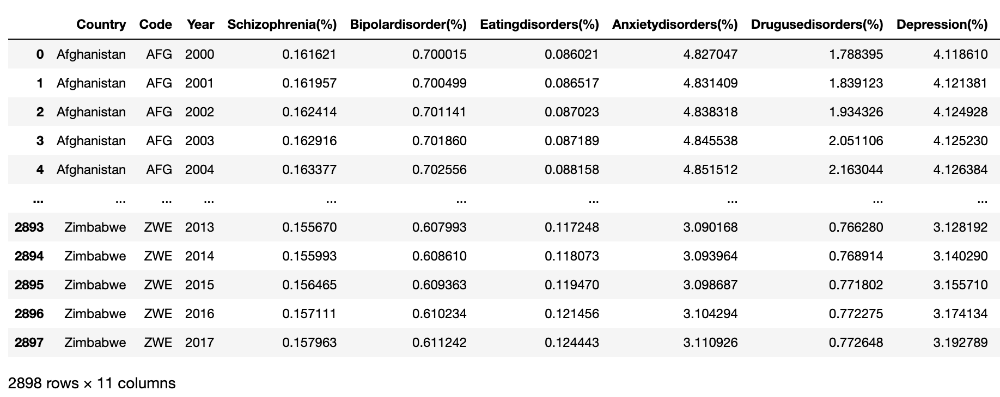 Country Code Year Schizophrenia(%) Bipolardisorder(%) Eatingdisorders(%) Anxietydisorders(%) Drugusedisorders(%) Depression(%)
0 Afghanistan AFG 2000 0.161621 0.700015 0.086021 4.827047 1.788395 4.118610
1 Afghanistan AFG 2001 0.161957 0.700499 0.086517 4.831409 1.839123 4.121381
2 Afghanistan AFG 2002 0.162414 0.701141 0.087023 4.838318 1.934326 4.124928
3 Afghanistan AFG 2003 0.162916 0.701860 0.087189 4.845538 2.051106 4.125230
4 Afghanistan AFG 2004 0.163377 0.702556 0.088158 4.851512 2.163044 4.126384
... ... ... ... ... ... ... ... ... ...
2893 Zimbabwe ZWE 2013 0.155670 0.607993 0.117248 3.090168 0.766280 3.128192
2894 Zimbabwe ZWE 2014 0.155993 0.608610 0.118073 3.093964 0.768914 3.140290
2895 Zimbabwe ZWE 2015 0.156465 0.609363 0.119470 3.098687 0.771802 3.155710
2896 Zimbabwe ZWE 2016 0.157111 0.610234 0.121456 3.104294 0.772275 3.174134
2897 Zimbabwe ZWE 2017 0.157963 0.611242 0.124443 3.110926 0.772648 3.192789
2898 rows × 11 columns